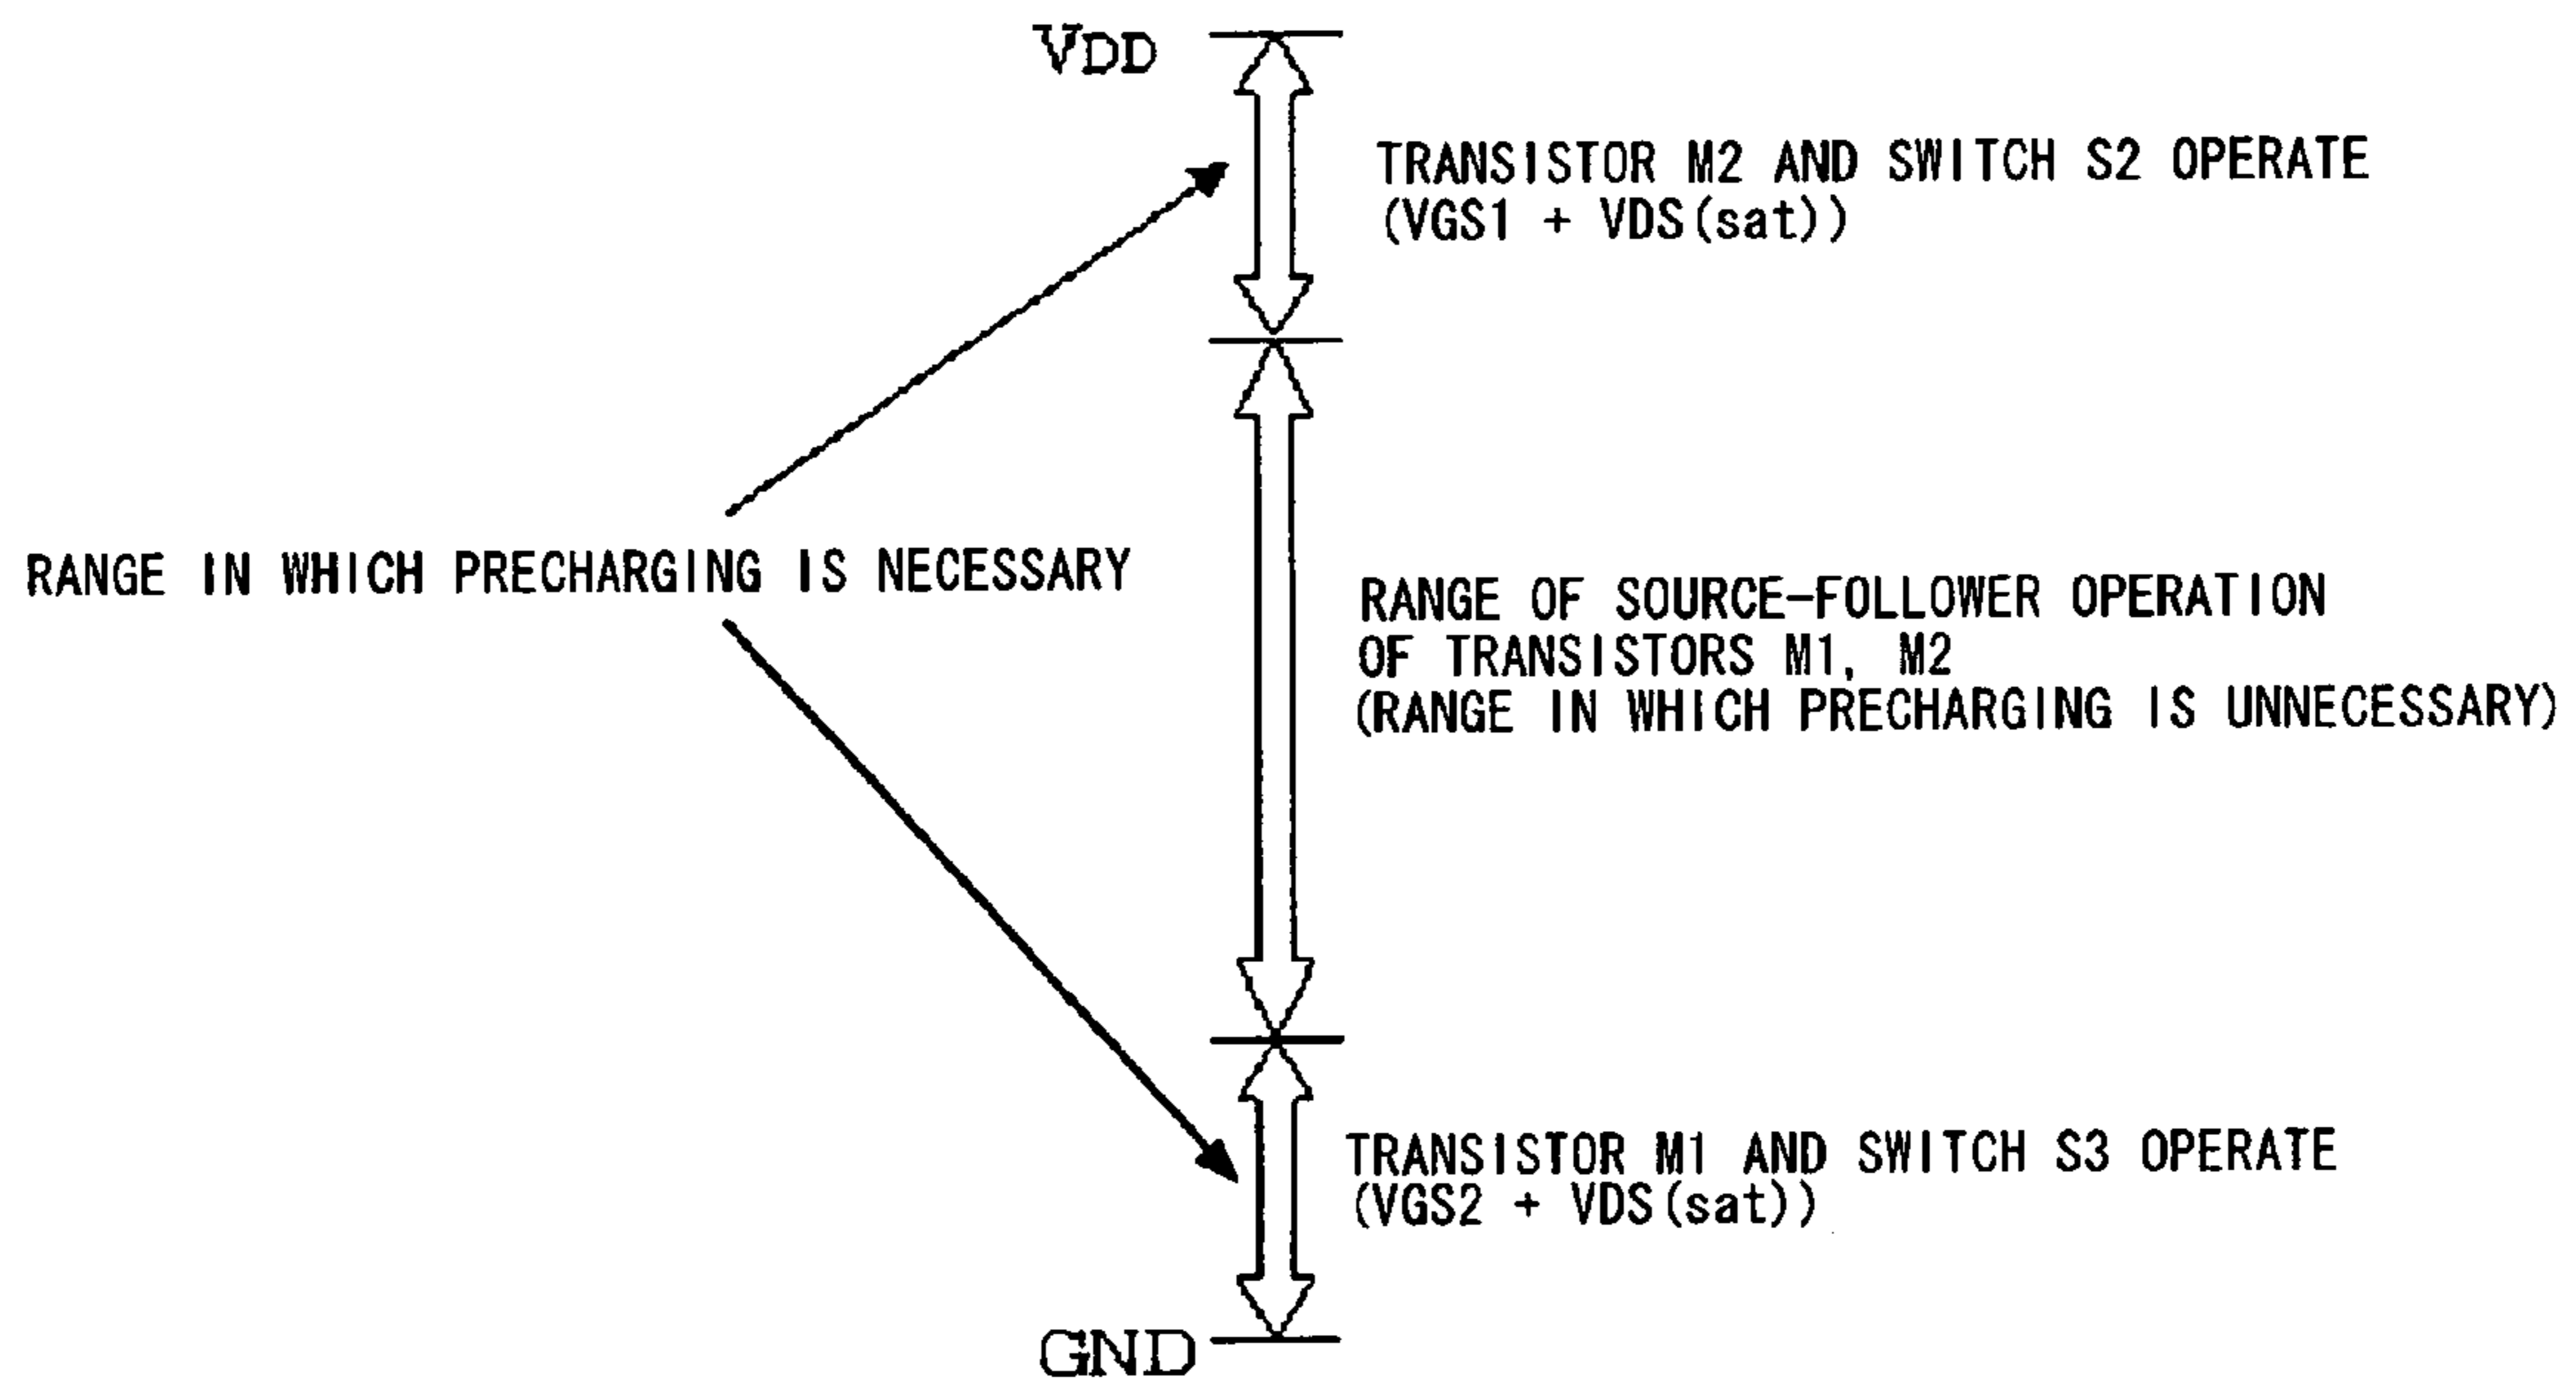 VDD
TRANSISTOR M2 AND SWITCH S2 OPERATE
(VGS1 + VDS(sat))
RANGE IN WHICH PRECHARGING IS NECESSARY
RANGE OF SOURCE-FOLLOWER OPERATION
OF TRANSISTORS M1, M2
(RANGE IN WHICH PRECHARGING IS UNNECESSARY)
TRANSISTOR M1 AND SWITCH S3 OPERATE
(VGS2 + VDS(sat))
GND